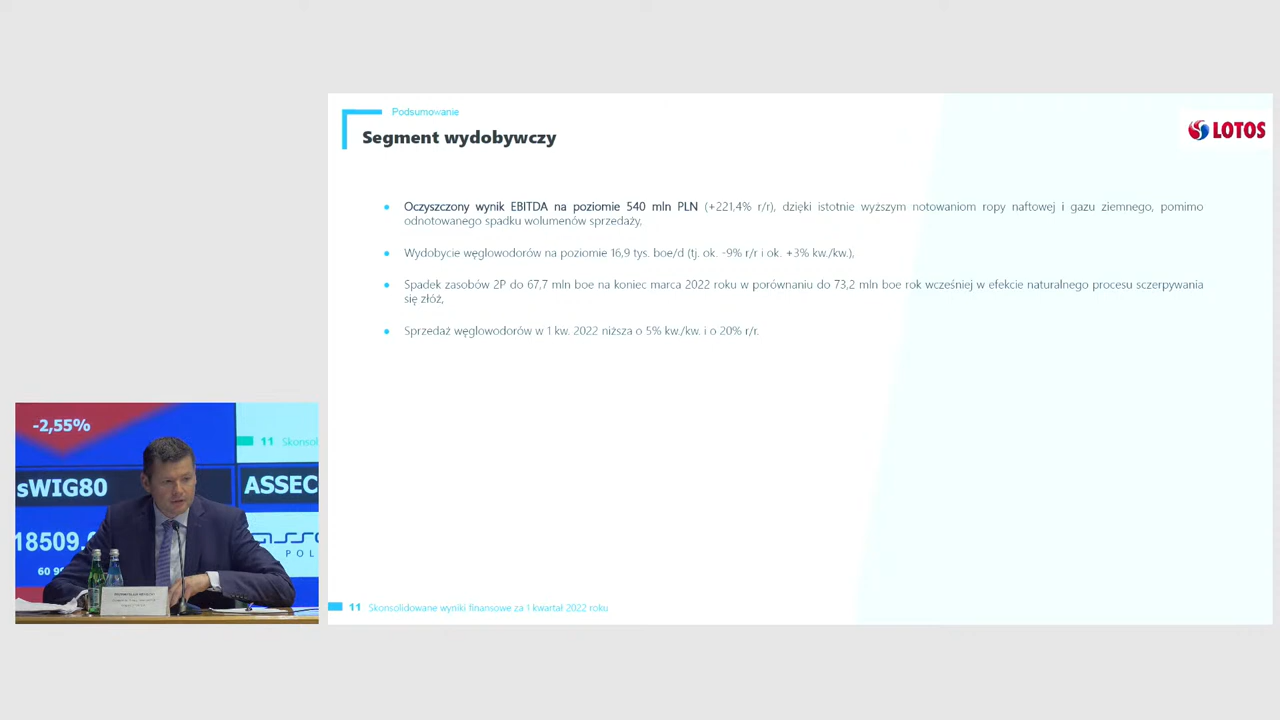 Podsumowanie
Segment wydobywczy
LOTOS
Oczyszczony wynik EBITDA na poziomie 540 mln PLN (+221,4% r/r), dzięki istotnie wyższym notowaniom ropy naftowej i gazu ziemnego, pomimo
odnotowanego spadku wolumenów sprzedaży,
Wydobycie węglowodorów na poziomie 16,9 tys. boe/d (tj. ok. -9% r/r i ok. +3% kw./kw.),
Spadek zasobów 2P do 67,7 mln boe na koniec marca 2022 roku w porównaniu do 73,2 mln boe rok wcześniej w efekcie naturalnego procesu sczerpywania
się złóż,
Sprzedaż węglowodorów w 1 kw. 2022 niższa o 5% kw./kw. i o 20% r/r.
11 Skonsolidowane wyniki finansowe za 1 kwartał 2022 roku
-2,55%
11 Skonsol
sWIG80
ASSEC
18509.
POL